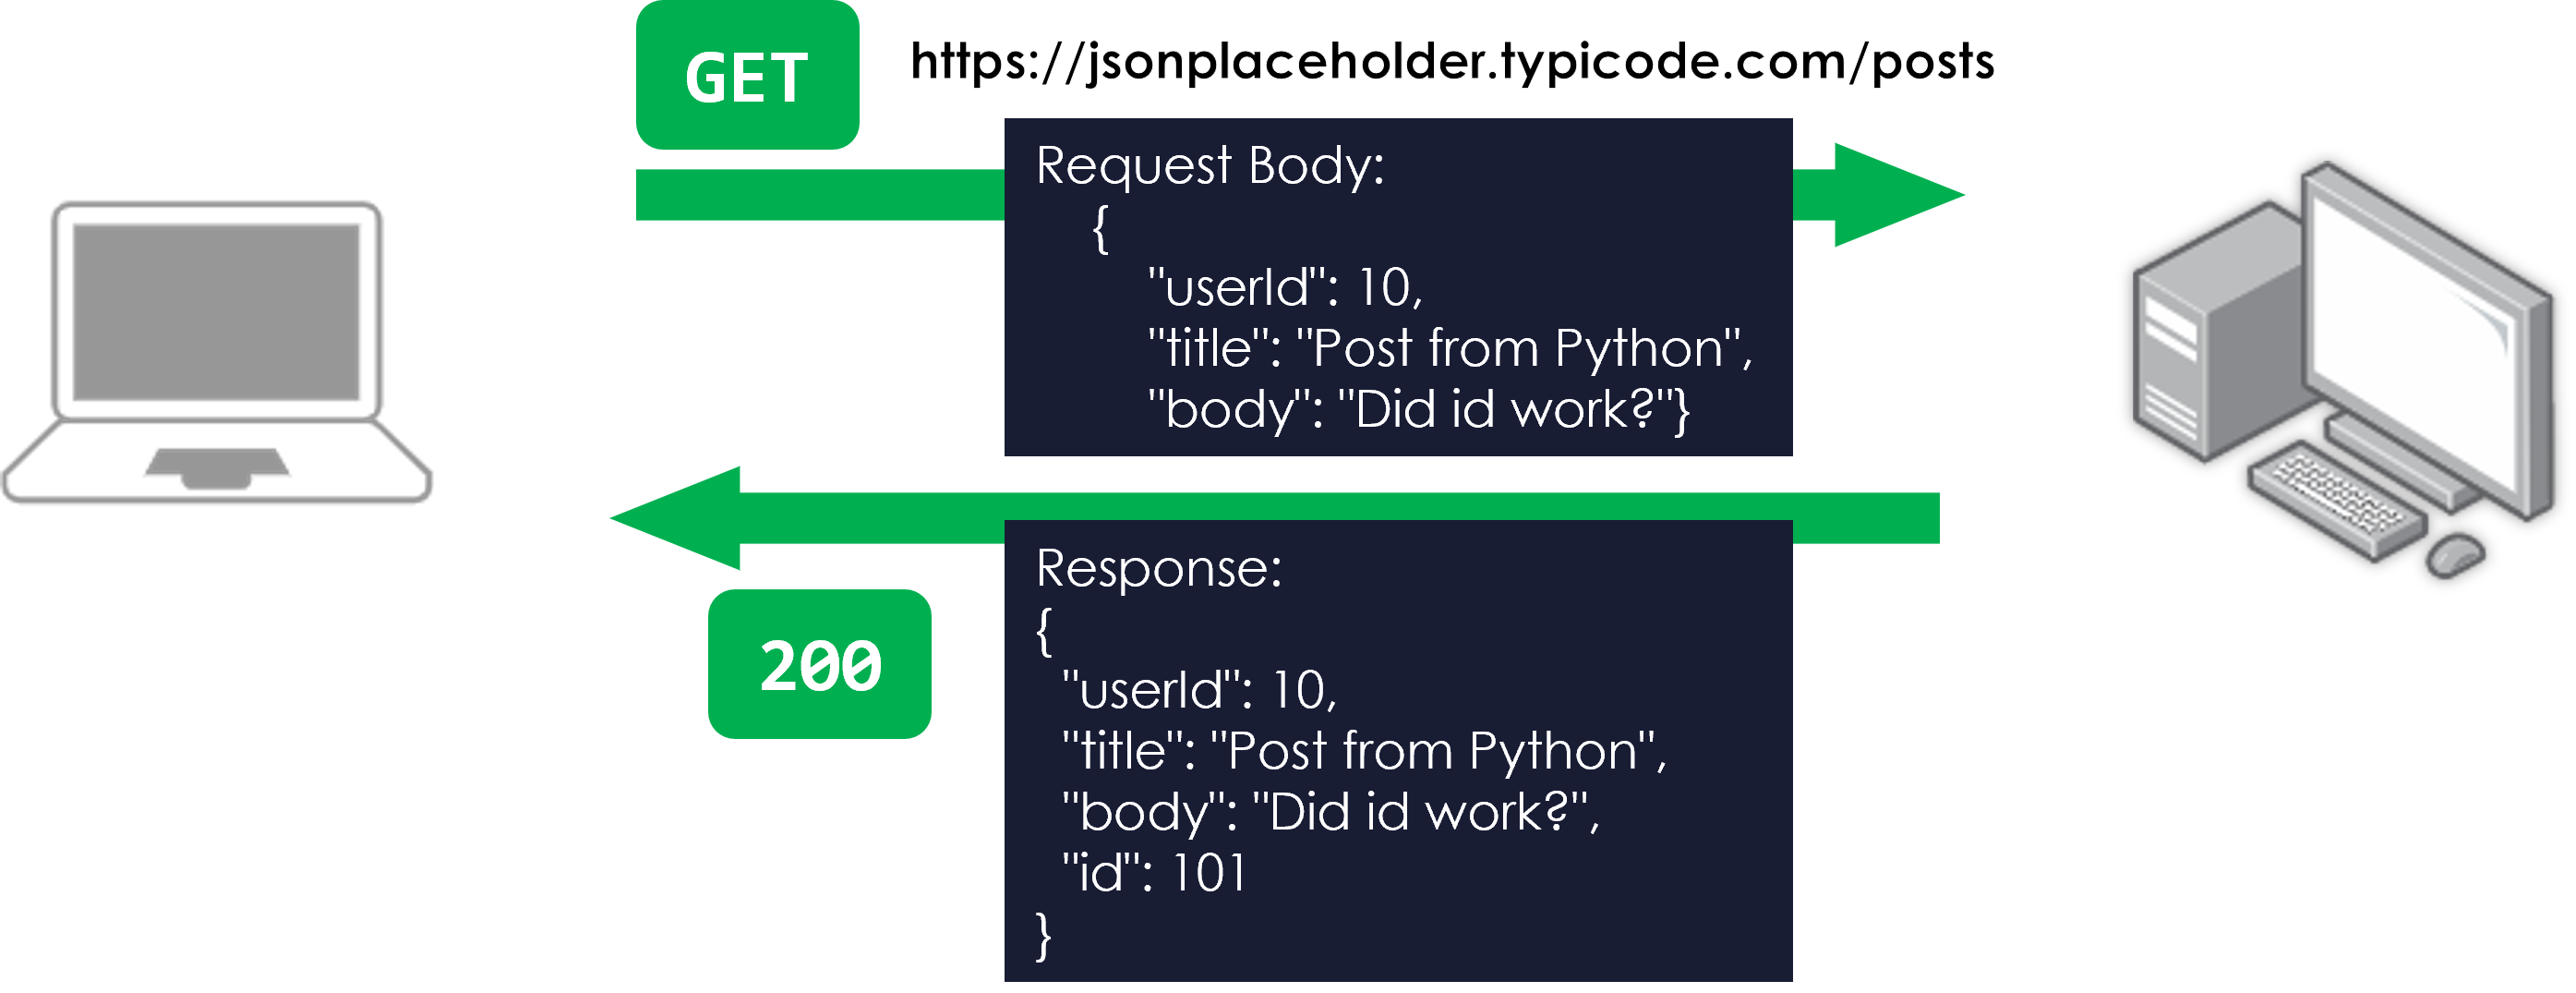 GET
https://jsonplaceholder.typicode.com/posts
Request Body:
{
"userId": 10,
"title": "Post from Python",
"body": "Did id work?"}
200
Response:
{
"userId": 10,
"title": "Post from Python",
"body": "Did id work?",
"id": 101
}